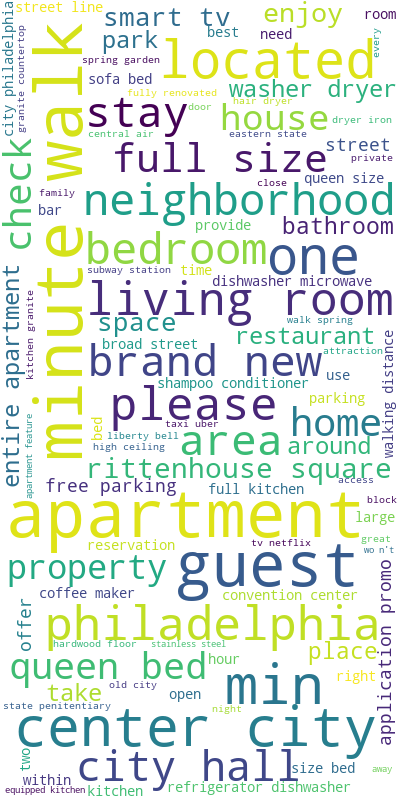 street line
smart tv
enjoy
room
city philadelphia
granite countertop
park
best
need
every
spring garden
located
minute walk
sofa bed
washer dryer
fully renovated
hair dryer
stay
house
door
dryer iron
central air
eastern state
street
private
check
full size
family
close
queen size
neighborhood
bar
provide
bathroom
bedroom
one
subway station
time
dishwasher microwave
entire apartment
kitchen granite
living room
space
walk spring
restaurant
broad street
attraction
walking distance
brand new
shampoo conditioner
use
please
parking
home
apartment feature
bed
taxi uber
liberty bell
area
around
high ceiling
rittenhouse square
access
free parking
full kitchen
block
large
apartment
reservation
tv netflix
great
wo n't
guest
property
application promo
coffee maker
convention center
offer
philadelphia
hardwood floor
stainless steel
place
queen bed
hour
min
right
take
old city
open
state penitentiary
night
center city
two
city hall
size bed
away
within
equipped kitchen
kitchen
refrigerator dishwasher